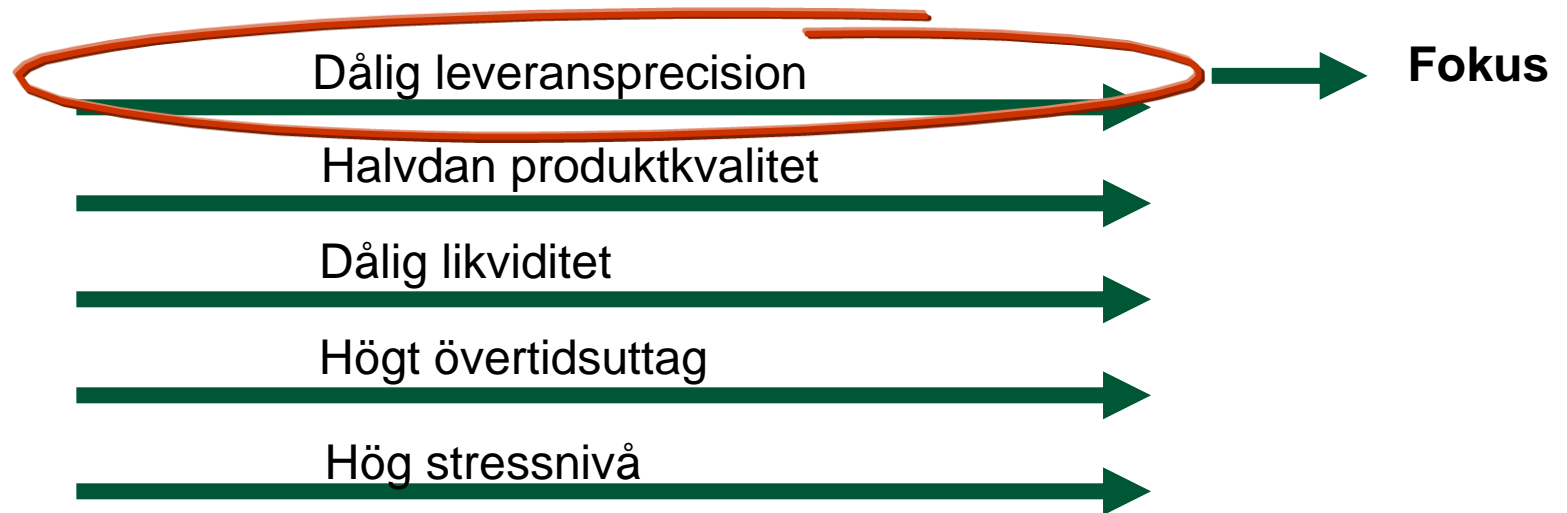 Dålig leveransprecision
Fokus
Halvdan produktkvalitet
Dålig likviditet
Högt övertidsuttag
Hög stressnivå